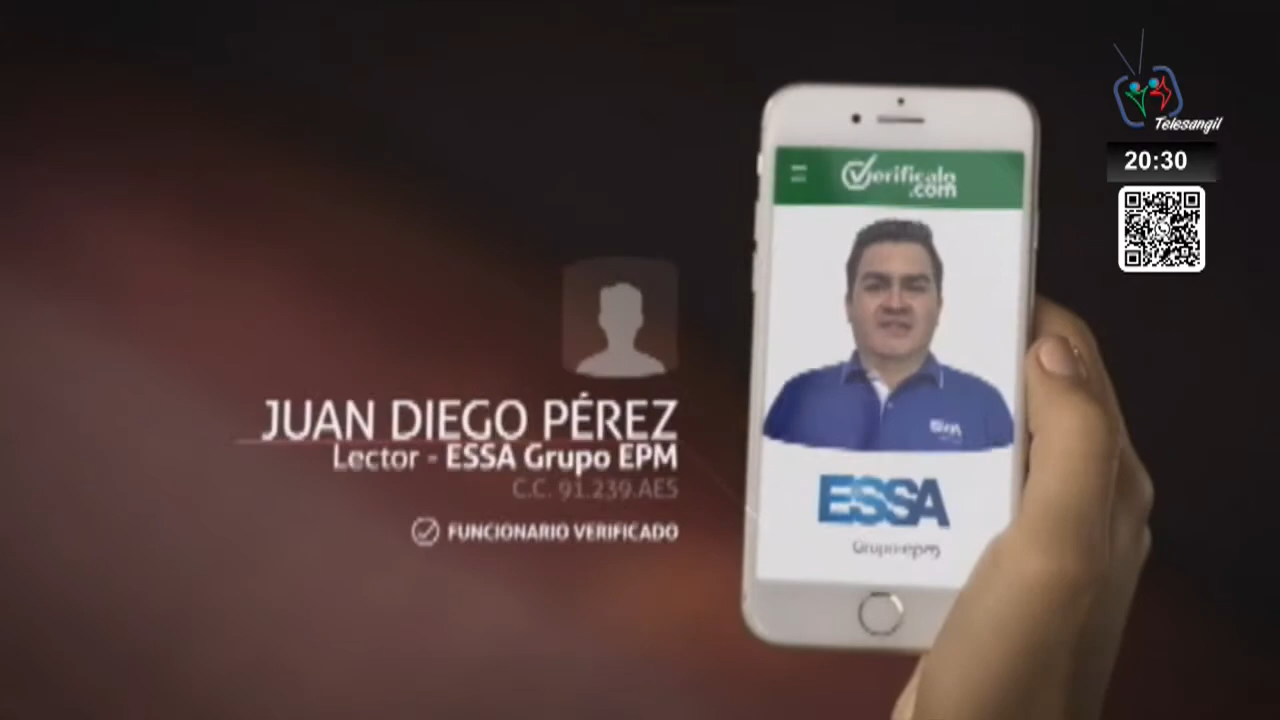 Telesangil
20:30
Verifícalo
.com
JUAN DIEGO PÉREZ
Lector - ESSA Grupo EPM
C.C. 91.239.AES
FUNCIONARIO VERIFICADO
ESSA
Grupo·epm